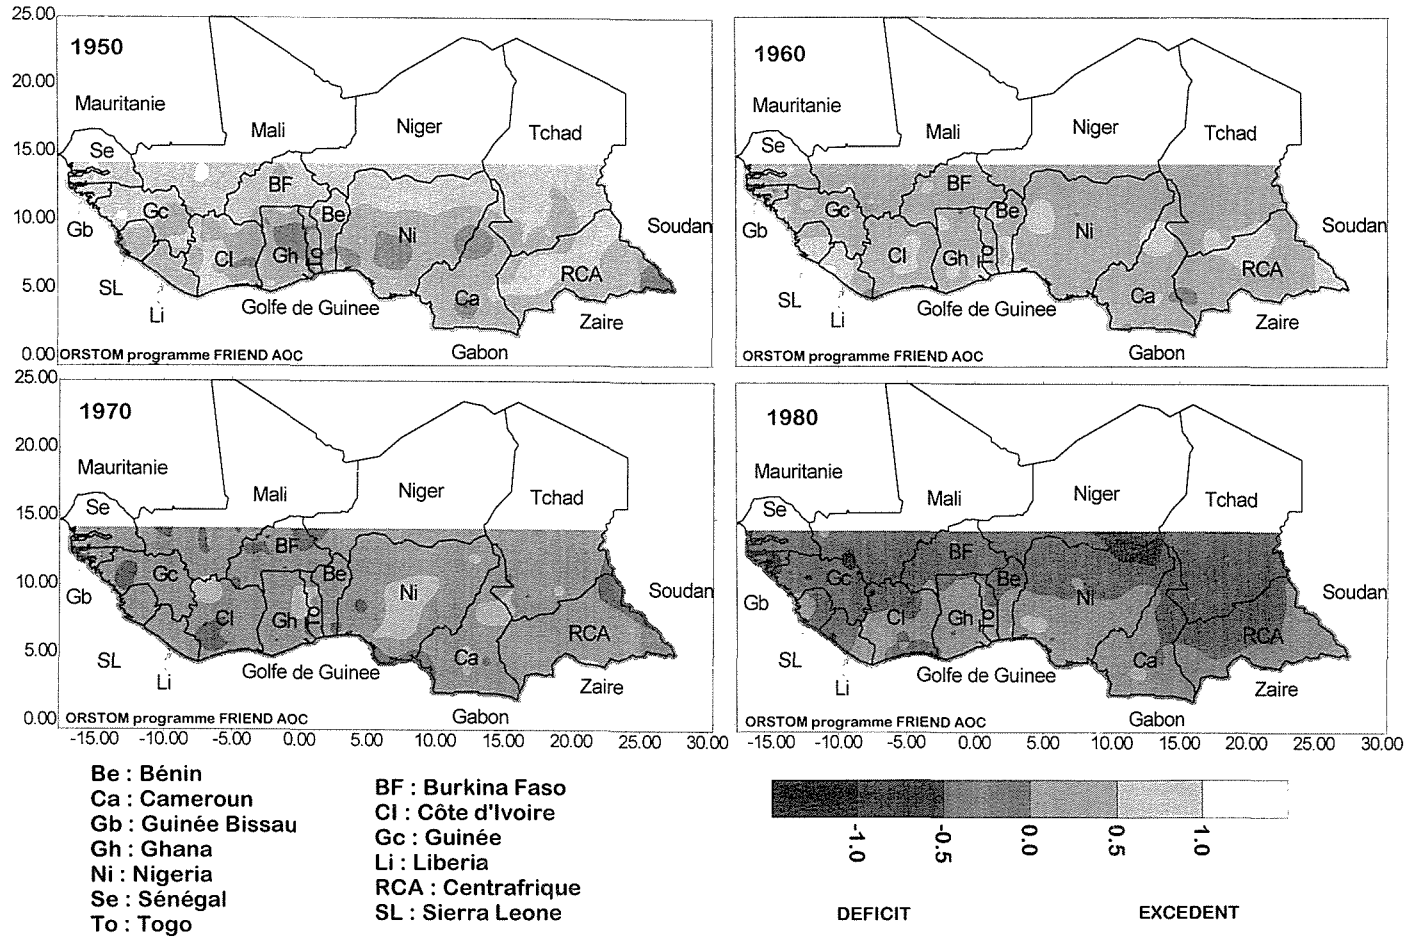 25.00
20.00
15.00
10.00
5.00
0.00
1950
Mauritanie
Mali
Niger
Tchad
Se
BF
Gc
Be
Gb
Ni
Soudan
CI
Gh
To
RCA
SL
Ca
Li
Golfe de Guinee
Zaire
Gabon
ORSTOM programme FRIEND AOC
1960
Mauritanie
Mali
Niger
Tchad
Se
BF
Gc
Be
Gb
Ni
Soudan
CI
Gh
To
RCA
SL
Ca
Li
Golfe de Guinee
Zaire
Gabon
ORSTOM programme FRIEND AOC
25.00
20.00
15.00
10.00
5.00
0.00
1970
Mauritanie
Mali
Niger
Tchad
Se
BF
Gc
Be
Gb
Ni
Soudan
CI
Gh
To
RCA
SL
Ca
Li
Golfe de Guinee
Zaire
Gabon
ORSTOM programme FRIEND AOC
-15.00 -10.00 -5.00 0.00 5.00 10.00 15.00 20.00 25.00 30.00
1980
Mauritanie
Mali
Niger
Tchad
Se
BF
Gc
Be
Gb
Ni
Soudan
CI
Gh
To
RCA
SL
Ca
Li
Golfe de Guinee
Zaire
Gabon
ORSTOM programme FRIEND AOC
-15.00 -10.00 -5.00 0.00 5.00 10.00 15.00 20.00 25.00 30.00
Be : Bénin
Ca : Cameroun
Gb : Guinée Bissau
Gh : Ghana
Ni : Nigeria
Se : Sénégal
To : Togo
BF : Burkina Faso
CI : Côte d'Ivoire
Gc : Guinée
Li : Liberia
RCA : Centrafrique
SL : Sierra Leone
-1.0 -0.5 0.0 0.5 1.0
DEFICIT EXCEDENT